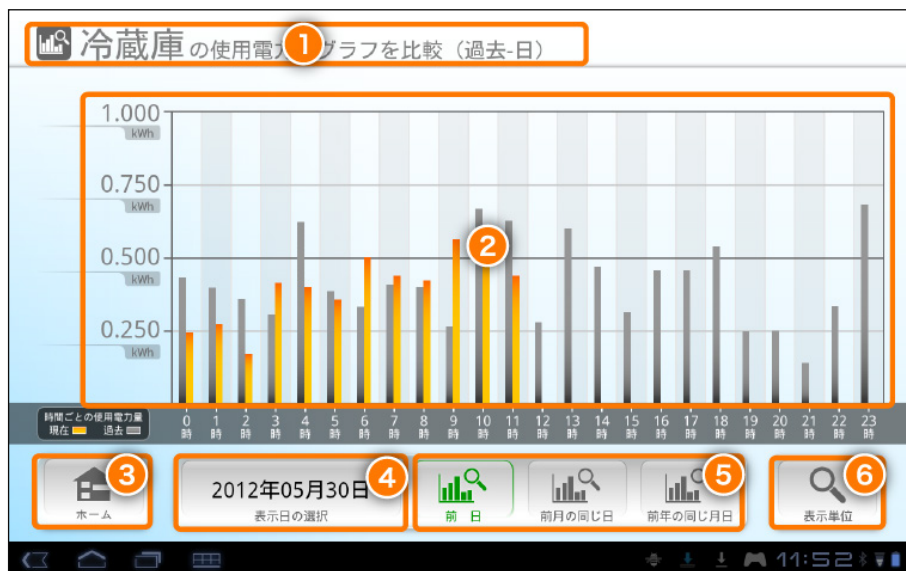 冷蔵庫の使用電力 グラフを比較（過去-日）
1
1.000
kWh
0.750
kWh
0.500
kWh
0.250
kWh
2
時間ごとの使用電力量
現在 過去
0時 1時 2時 3時 4時 5時 6時 7時 8時 9時 10時 11時 12時 13時 14時 15時 16時 17時 18時 19時 20時 21時 22時 23時
3
ホーム
4
2012年05月30日
表示日の選択
5
前 日
前月の同じ日
前年の同じ月日
6
表示単位
11:52